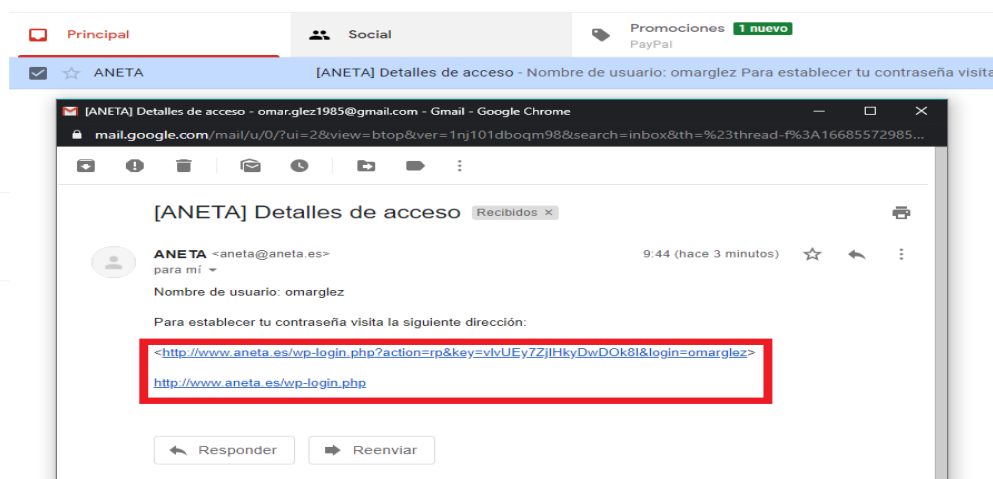 Principal
Social
Promociones 1 nuevo
PayPal
ANETA [ANETA] Detalles de acceso - Nombre de usuario: omarglez Para establecer tu contraseña visita
[ANETA] Detalles de acceso - omar.glez1985@gmail.com - Gmail - Google Chrome
mail.google.com/mail/u/0/?ui=2&view=btop&ver=1nj101dboqm98&search=inbox&th=%23thread-f%3A16685572985...
[ANETA] Detalles de acceso Recibidos ×
ANETA <aneta@aneta.es> 9:44 (hace 3 minutos)
para mí
Nombre de usuario: omarglez
Para establecer tu contraseña visita la siguiente dirección:
<http://www.aneta.es/wp-login.php?action=rp&key=vlvUEy7ZjlHkyDwDOk8I&login=omarglez>
http://www.aneta.es/wp-login.php
Responder
Reenviar